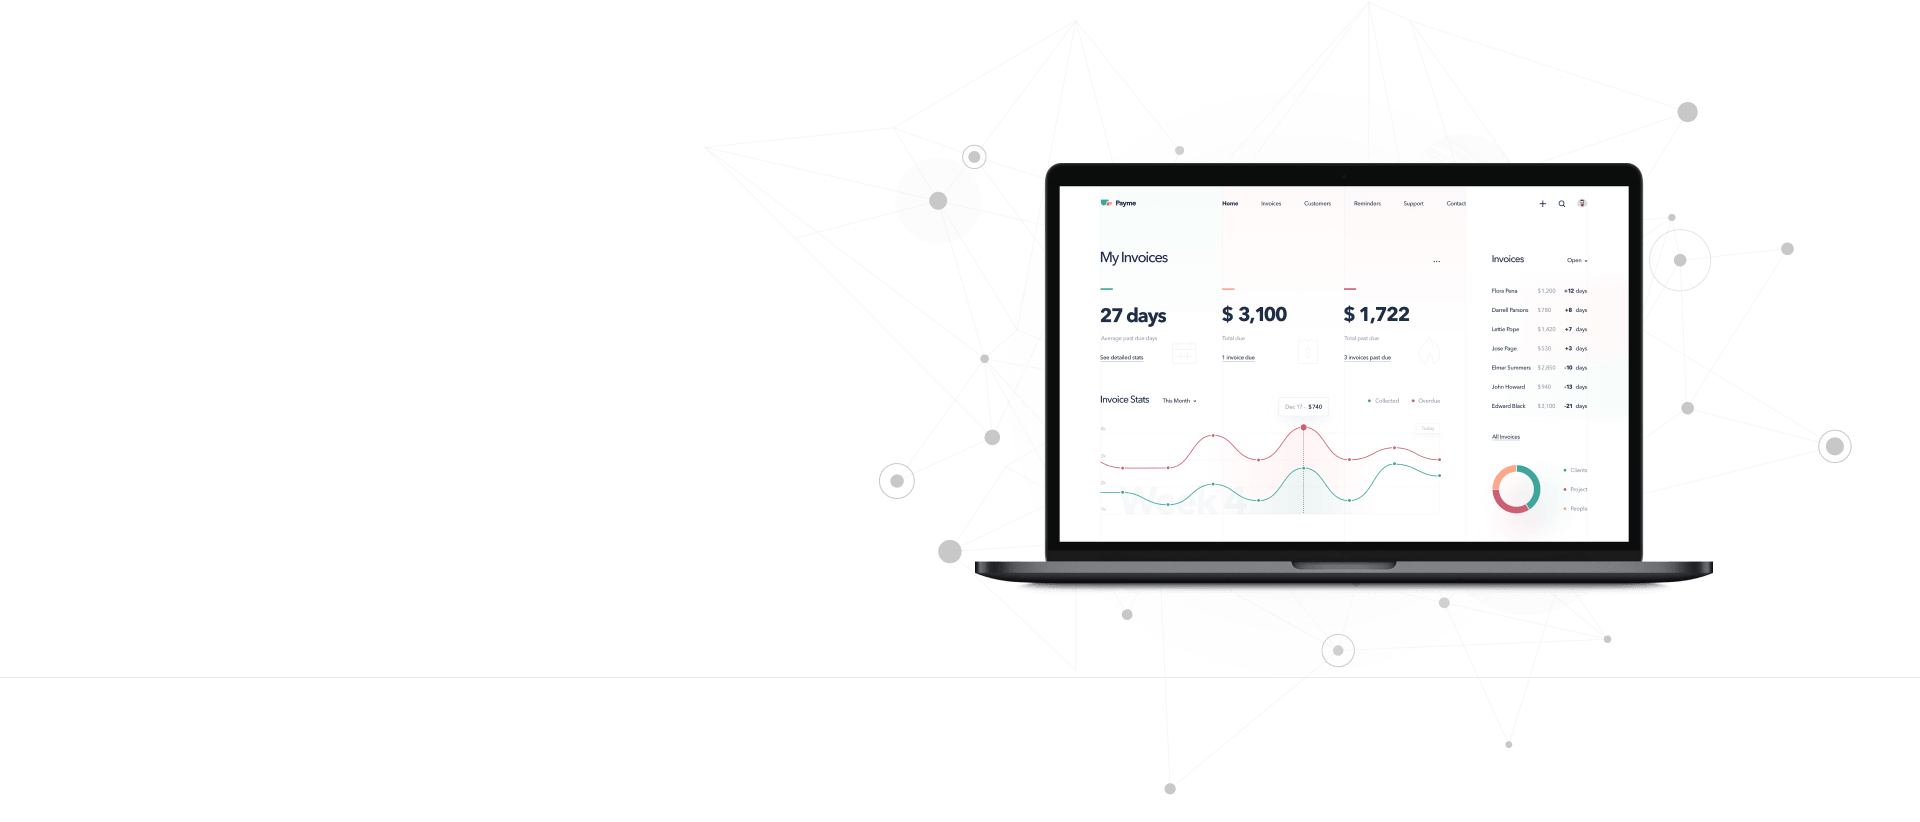 Payme
Home Invoices Customers Reminders Support Contact
My Invoices
...
27 days
Average past due days
See detailed stats
$ 3,100
Total due
1 invoice due
$ 1,722
Total past due
3 invoices past due
Invoice Stats This Month
Dec 17 - $740
Collected Overdue
Today
4k
3k
2k
1k
Week 4
Invoices Open
Flora Pena $1,200 +12 days
Darrell Parsons $780 +8 days
Lettie Pope $1,420 +7 days
Jose Page $530 +3 days
Elmer Summers $2,850 -10 days
John Howard $940 -13 days
Edward Black $3,100 -21 days
All Invoices
Clients
Project
People